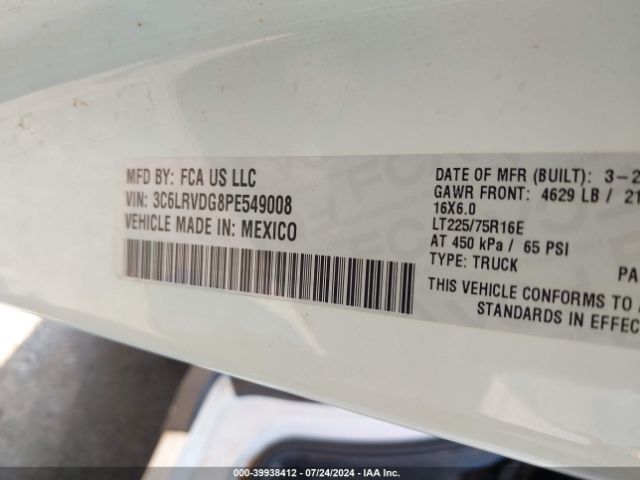 MFD BY: FCA US LLC
VIN: 3C6LRVDG8PE549008
VEHICLE MADE IN: MEXICO
DATE OF MFR (BUILT): 3-2
GAWR FRONT: 4629 LB / 21
16X6.0
LT225/75R16E
AT 450 kPa / 65 PSI
TYPE: TRUCK
PA
THIS VEHICLE CONFORMS TO A
STANDARDS IN EFFEC
000-39938412 - 07/24/2024 - IAA Inc.